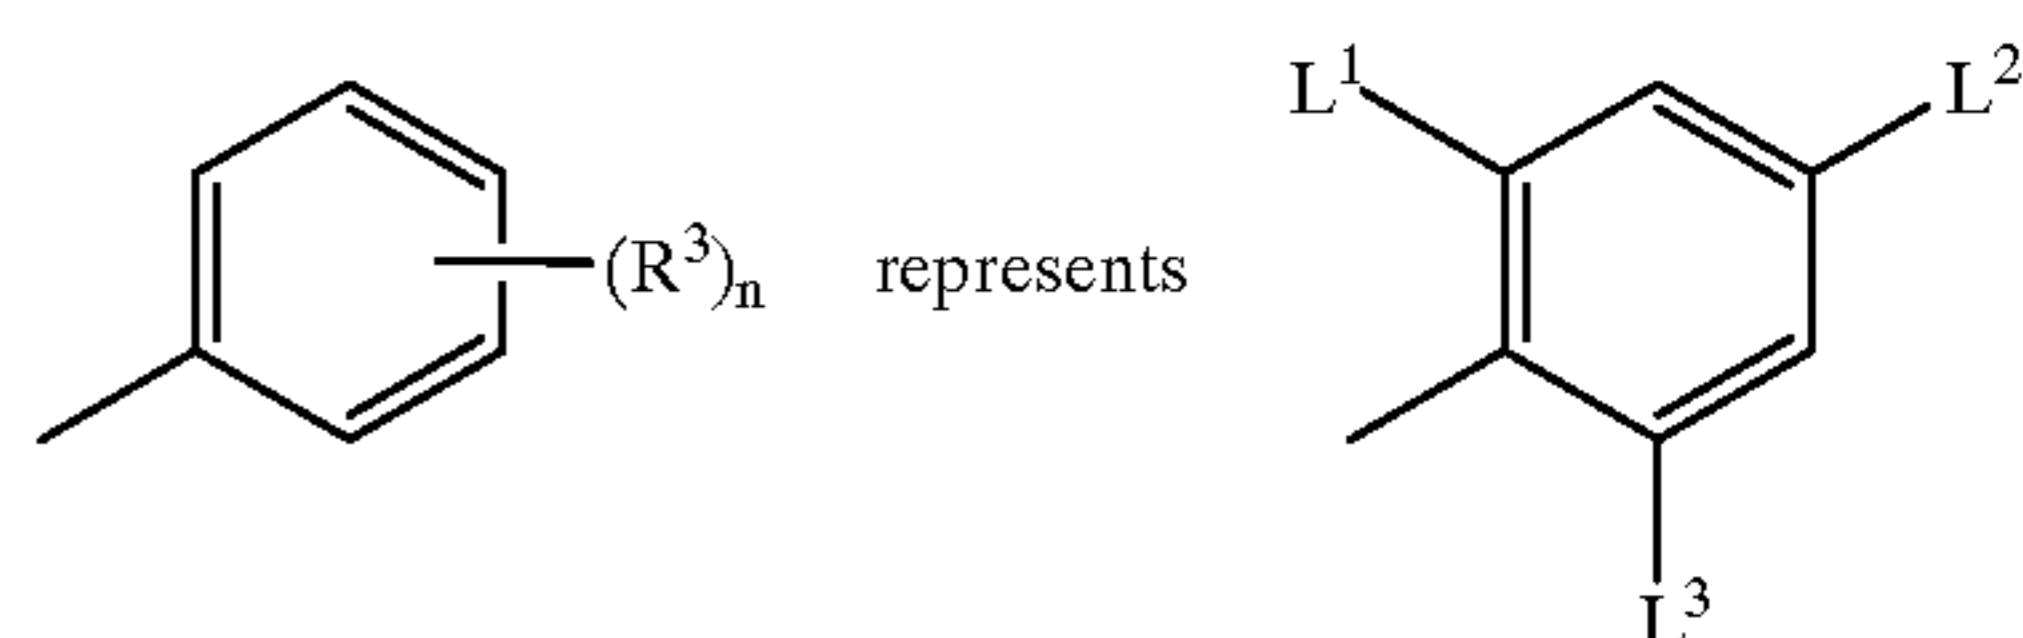 L¹ L²
(R³)ₙ represents
L³